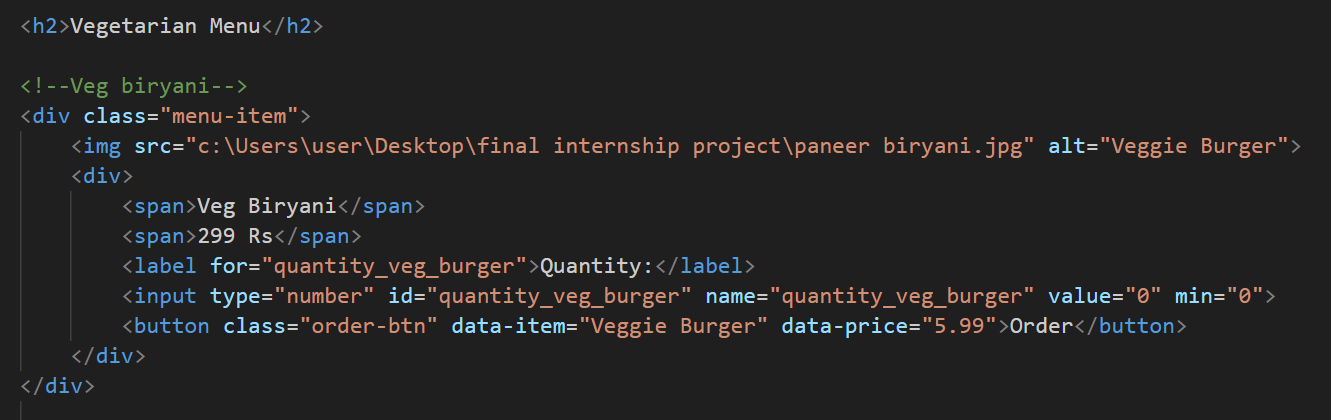 <h2>Vegetarian Menu</h2>
<!--Veg biryani-->
<div class="menu-item">
<img src="c:\Users\user\Desktop\final internship project\paneer biryani.jpg" alt="Veggie Burger">
<div>
<span>Veg Biryani</span>
<span>299 Rs</span>
<label for="quantity_veg_burger">Quantity:</label>
<input type="number" id="quantity_veg_burger" name="quantity_veg_burger" value="0" min="0">
<button class="order-btn" data-item="Veggie Burger" data-price="5.99">Order</button>
</div>
</div>